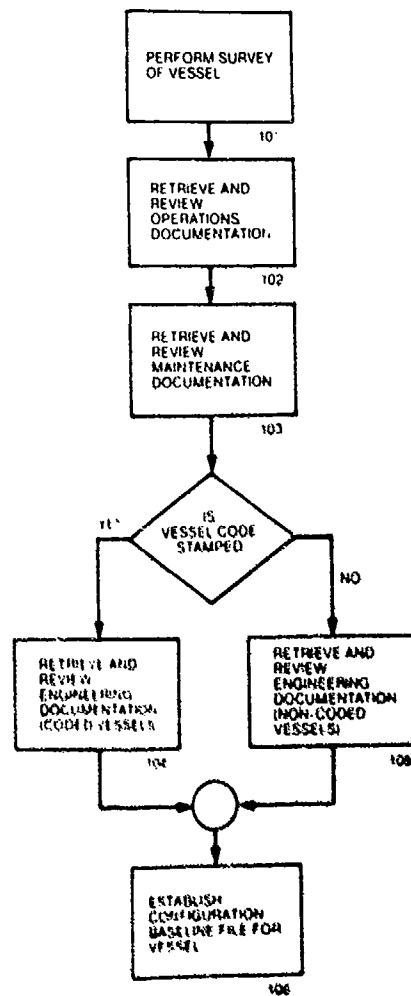 PERFORM SURVEY
OF VESSEL
RETRIEVE AND
REVIEW
OPERATIONS
DOCUMENTATION
102
RETRIEVE AND
REVIEW
MAINTENANCE
DOCUMENTATION
103
IS
VESSEL CODE
STAMPED
NO
RETRIEVE AND
REVIEW
ENGINEERING
DOCUMENTATION
(CODED VESSELS)
RETRIEVE AND
REVIEW
ENGINEERING
DOCUMENTATION
(NON-CODED
VESSELS)
ESTABLISH
CONFIGURATION
BASELINE FILE FOR
VESSEL